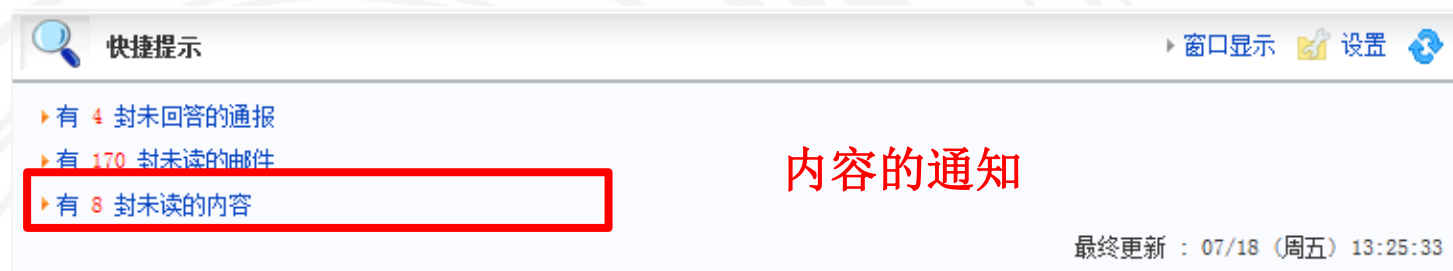 快捷提示 窗口显示 设置
有 4 封未回答的通报
有 170 封未读的邮件
内容的通知
有 8 封未读的内容
最终更新 : 07/18 (周五) 13:25:33